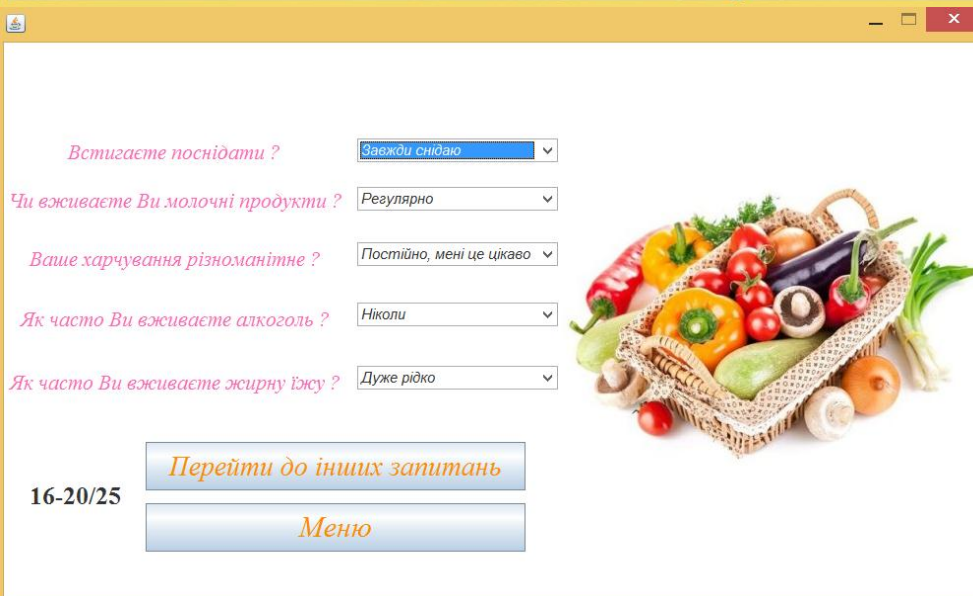 Встигаєте поснідати ?
Завжди снідаю
Чи вживаєте Ви молочні продукти ?
Регулярно
Ваше харчування різноманітне ?
Постійно, мені це цікаво
Як часто Ви вживаєте алкоголь ?
Ніколи
Як часто Ви вживаєте жирну їжу ?
Дуже рідко
Перейти до інших запитань
16-20/25
Меню